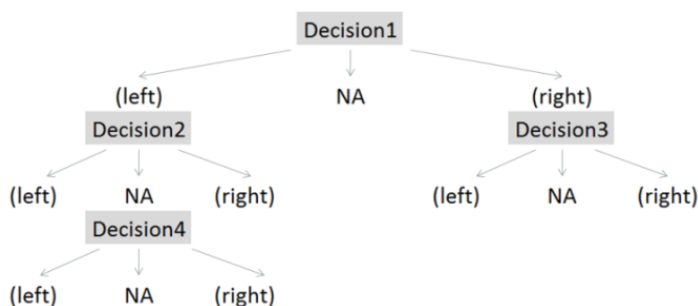 Decision1
(left) NA (right)
Decision2 Decision3
(left) NA (right) (left) NA (right)
Decision4
(left) NA (right)